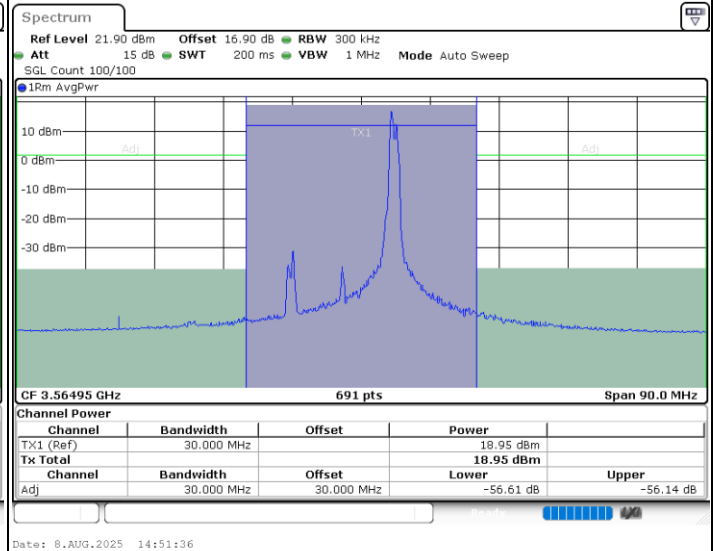 Spectrum
Ref Level 21.90 dBm Offset 16.90 dB RBW 300 kHz
Att 15 dB SWT 200 ms VBW 1 MHz Mode Auto Sweep
SGL Count 100/100
1Rm AvgPwr
10 dBm
TX1
Adj
Adj
0 dBm
-10 dBm
-20 dBm
-30 dBm
CF 3.56495 GHz 691 pts Span 90.0 MHz
Channel Power
Channel Bandwidth Offset Power
TX1 (Ref) 30.000 MHz 18.95 dBm
Tx Total 18.95 dBm
Channel Bandwidth Offset Lower Upper
Adj 30.000 MHz 30.000 MHz -56.61 dB -56.14 dB
Ready
Date: 8.AUG.2025 14:51:36